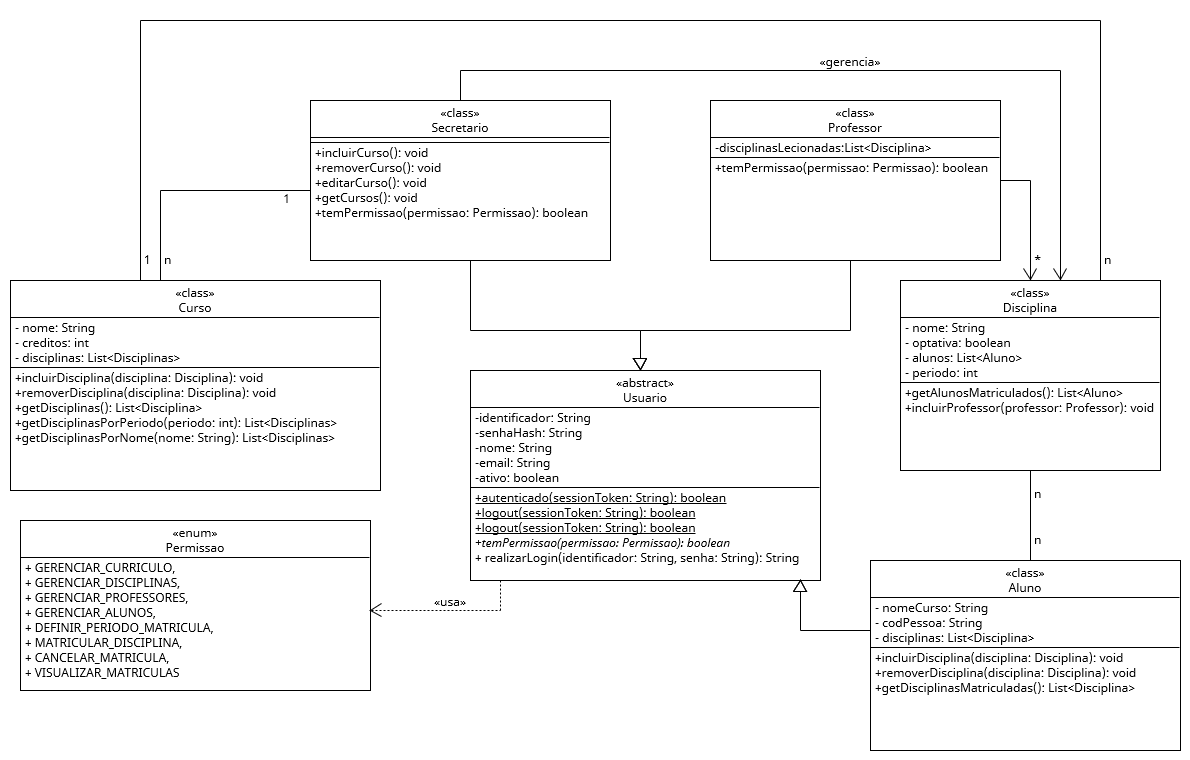 «gerencia»
«class»
Secretario
+incluirCurso(): void
+removerCurso(): void
+editarCurso(): void
+getCursos(): void
+temPermissao(permissao: Permissao): boolean
«class»
Professor
-disciplinasLecionadas:List<Disciplina>
+temPermissao(permissao: Permissao): boolean
1
1
n
*
n
«class»
Curso
- nome: String
- creditos: int
- disciplinas: List<Disciplinas>
+incluirDisciplina(disciplina: Disciplina): void
+removerDisciplina(disciplina: Disciplina): void
+getDisciplinas(): List<Disciplina>
+getDisciplinasPorPeriodo(periodo: int): List<Disciplinas>
+getDisciplinasPorNome(nome: String): List<Disciplinas>
«class»
Disciplina
- nome: String
- optativa: boolean
- alunos: List<Aluno>
- periodo: int
+getAlunosMatriculados(): List<Aluno>
+incluirProfessor(professor: Professor): void
«abstract»
Usuario
-identificador: String
-senhaHash: String
-nome: String
-email: String
-ativo: boolean
+autenticado(sessionToken: String): boolean
+logout(sessionToken: String): boolean
+logout(sessionToken: String): boolean
+temPermissao(permissao: Permissao): boolean
+ realizarLogin(identificador: String, senha: String): String
n
n
«enum»
Permissao
+ GERENCIAR_CURRICULO,
+ GERENCIAR_DISCIPLINAS,
+ GERENCIAR_PROFESSORES,
+ GERENCIAR_ALUNOS,
+ DEFINIR_PERIODO_MATRICULA,
+ MATRICULAR_DISCIPLINA,
+ CANCELAR_MATRICULA,
+ VISUALIZAR_MATRICULAS
«usa»
«class»
Aluno
- nomeCurso: String
- codPessoa: String
- disciplinas: List<Disciplina>
+incluirDisciplina(disciplina: Disciplina): void
+removerDisciplina(disciplina: Disciplina): void
+getDisciplinasMatriculadas(): List<Disciplina>